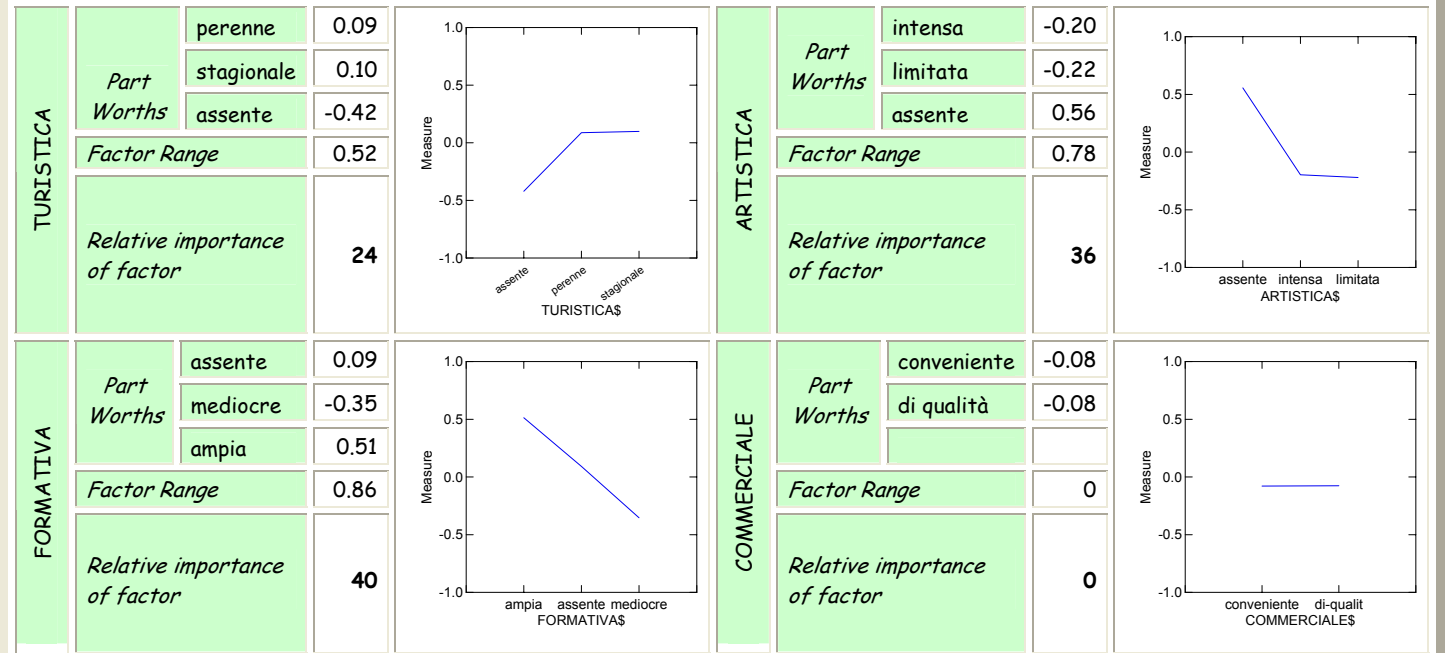 TURISTICA
Part
Worths
perenne 0.09
stagionale 0.10
assente -0.42
Factor Range 0.52
Relative importance
of factor
24
1.0
0.5
0.0
-0.5
-1.0
Measure
assente perenne stagionale
TURISTICA$
ARTISTICA
Part
Worths
intensa -0.20
limitata -0.22
assente 0.56
Factor Range 0.78
Relative importance
of factor
36
1.0
0.5
0.0
-0.5
-1.0
Measure
assente intensa limitata
ARTISTICA$
FORMATIVA
Part
Worths
assente 0.09
mediocre -0.35
ampia 0.51
Factor Range 0.86
Relative importance
of factor
40
1.0
0.5
0.0
-0.5
-1.0
Measure
ampia assente mediocre
FORMATIVA$
COMMERCIALE
Part
Worths
conveniente -0.08
di qualità -0.08
Factor Range 0
Relative importance
of factor
0
1.0
0.5
0.0
-0.5
-1.0
Measure
conveniente di-qualit
COMMERCIALE$